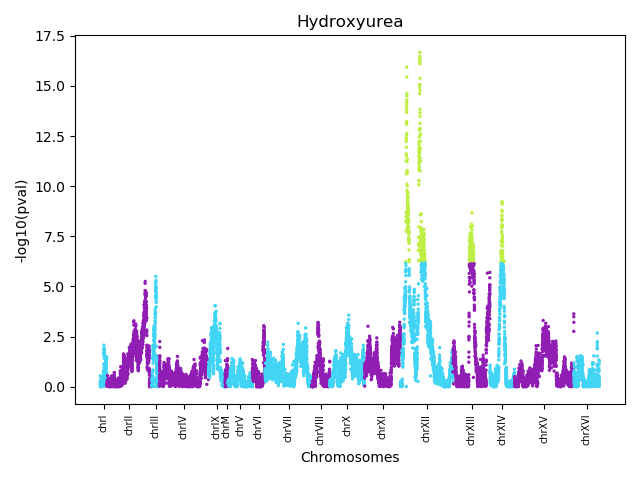 Hydroxyurea
17.5
15.0
12.5
10.0
7.5
5.0
2.5
0.0
-log10(pval)
chrI
chrII
chrIII
chrIV
chrIX
chrM
chrV
chrVI
chrVII
chrVIII
chrX
chrXI
chrXII
chrXIII
chrXIV
chrXV
chrXVI
Chromosomes